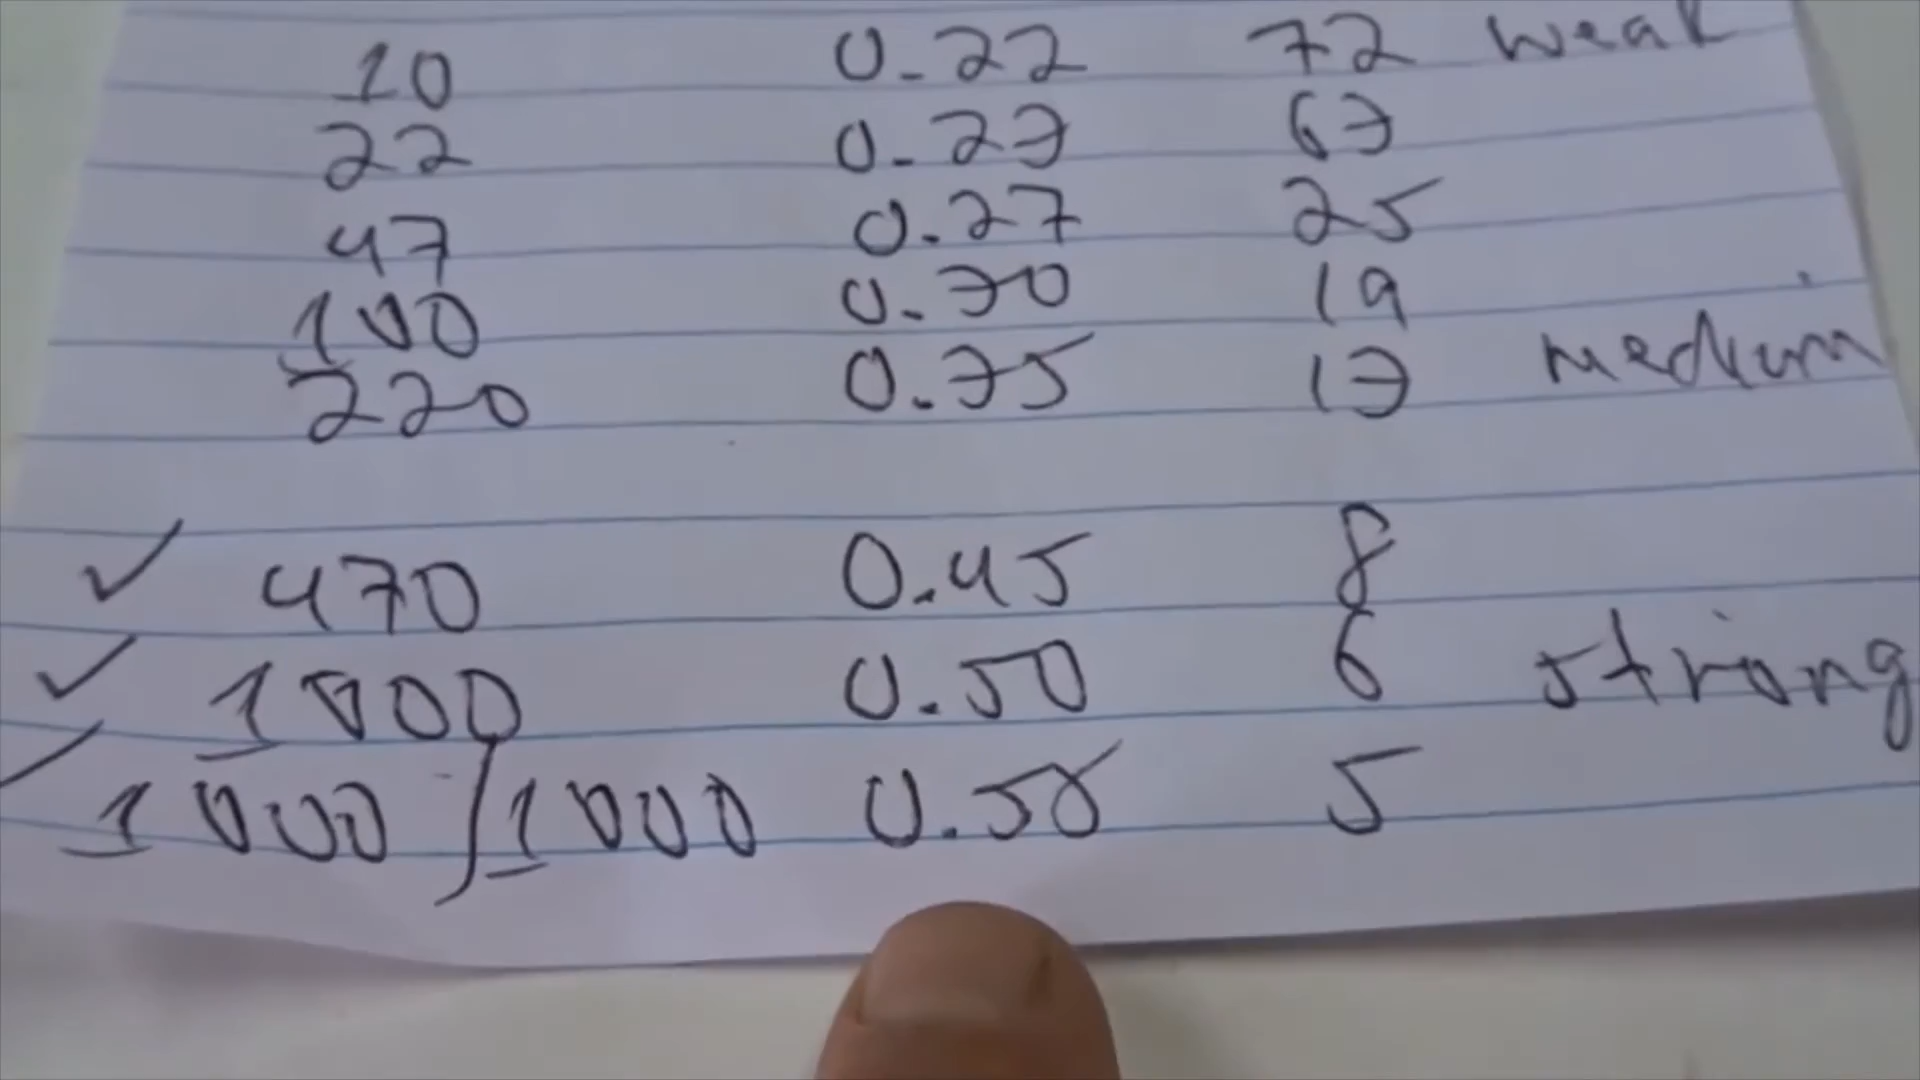 10 0.22 72 weak
22 0.23 63
47 0.27 25
100 0.30 19
220 0.35 13 medium
✓ 470 0.45 8
✓ 1000 0.50 6 strong
✓ 1000/1000 0.58 5